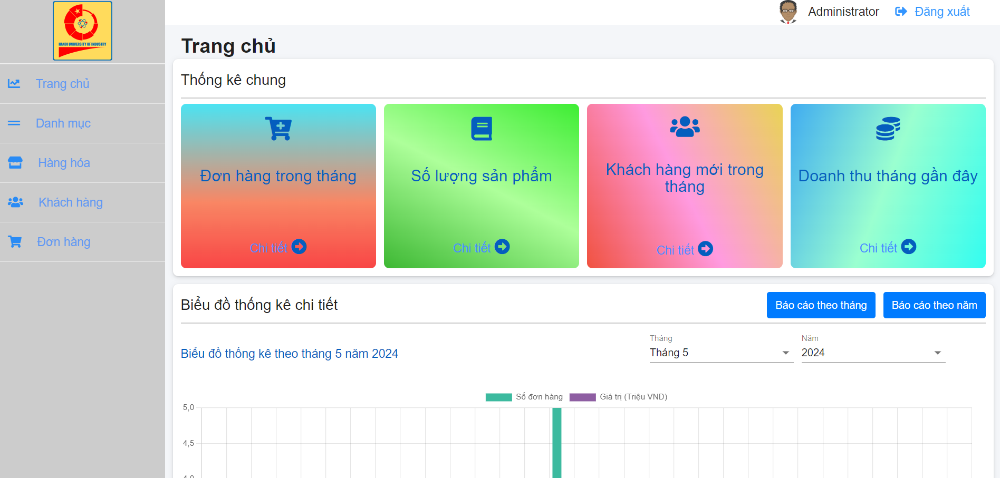 HANOI UNIVERSITY OF INDUSTRY
Administrator
Đăng xuất
Trang chủ
Danh mục
Hàng hóa
Khách hàng
Đơn hàng
Trang chủ
Thống kê chung
Đơn hàng trong tháng
Chi tiết
Số lượng sản phẩm
Chi tiết
Khách hàng mới trong
tháng
Chi tiết
Doanh thu tháng gần đây
Chi tiết
Biểu đồ thống kê chi tiết
Báo cáo theo tháng
Báo cáo theo năm
Biểu đồ thống kê theo tháng 5 năm 2024
Tháng
Tháng 5
Năm
2024
Số đơn hàng
Giá trị (Triệu VND)
5,0
4,5
4,0